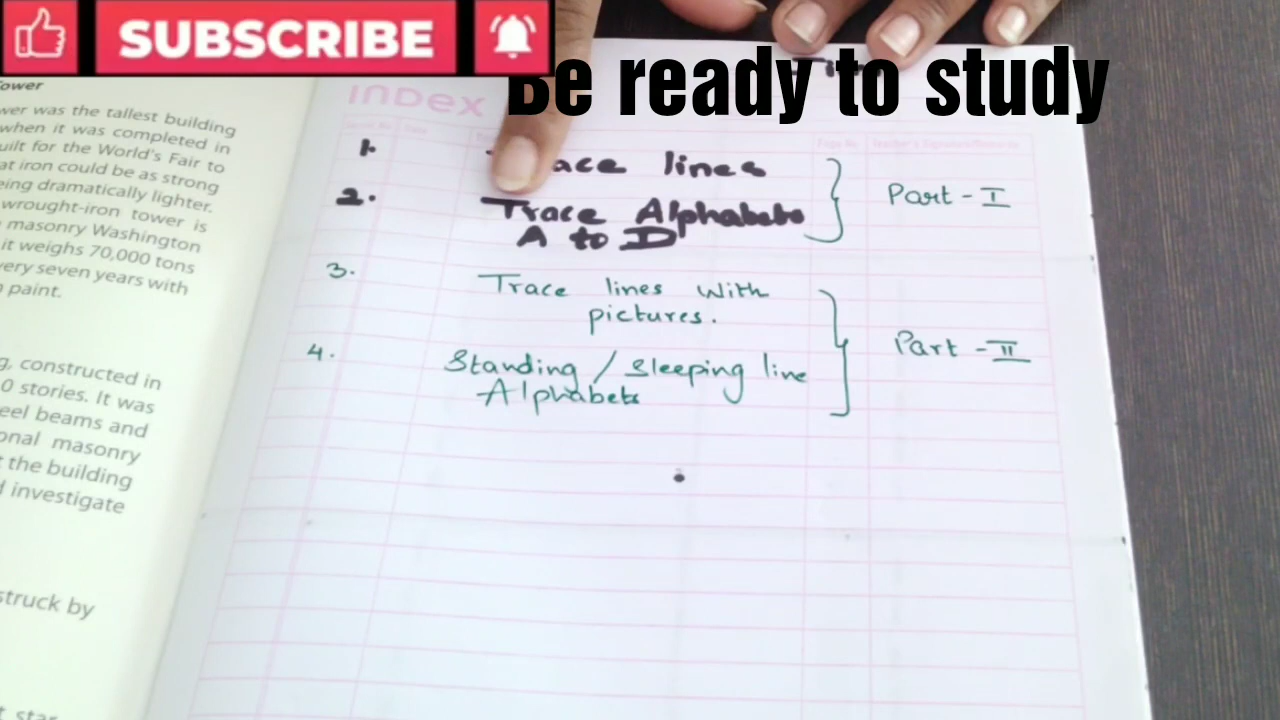 SUBSCRIBE
Be ready to study
ower
wer was the tallest building
when it was completed in
uilt for the World's Fair to
at iron could be as strong
eing dramatically lighter.
wrought-iron tower is
masonry Washington
it weighs 70,000 tons
very seven years with
paint.
g, constructed in
0 stories. It was
eel beams and
onal masonry
t the building
d investigate
struck by
t star
INDex
1. ace lines
2. Trace Alphabets
A to D
Part - I
3. Trace lines with
pictures.
4. Standing / Sleeping line
Alphabets
Part - II